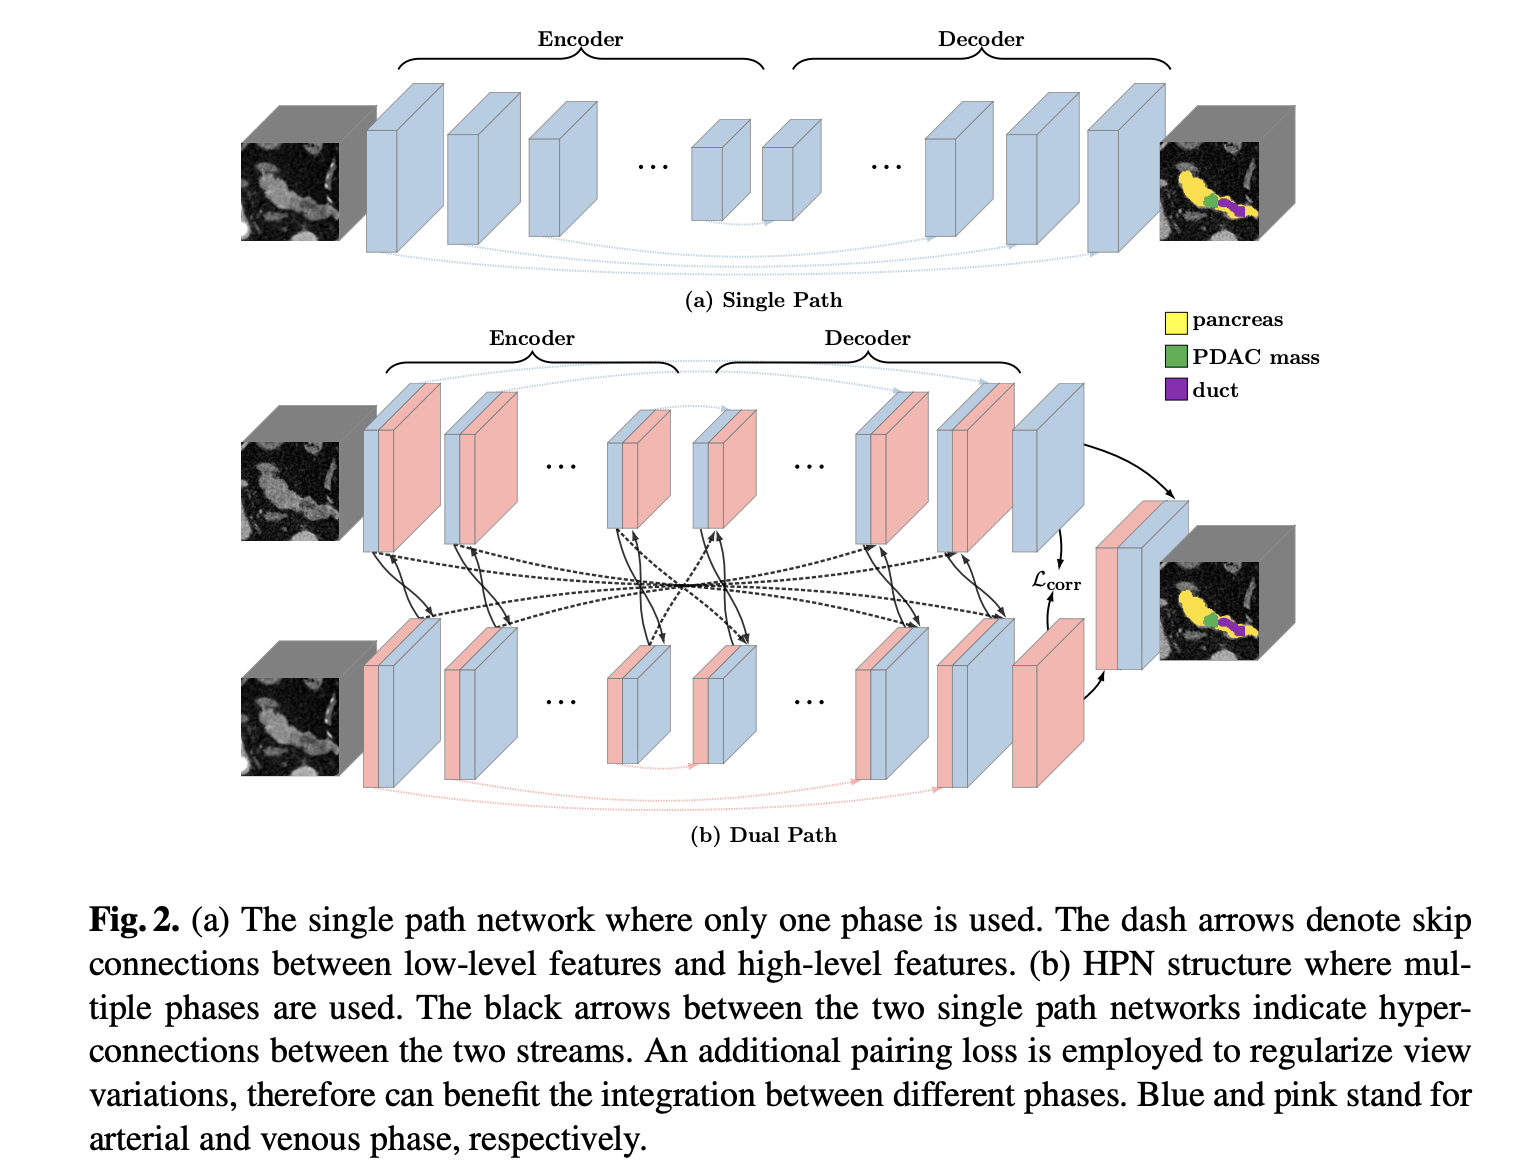 Encoder
Decoder
...
...
(a) Single Path
pancreas
PDAC mass
duct
Encoder
Decoder
...
...
ℒcorr
...
...
(b) Dual Path
Fig. 2. (a) The single path network where only one phase is used. The dash arrows denote skip
connections between low-level features and high-level features. (b) HPN structure where mul-
tiple phases are used. The black arrows between the two single path networks indicate hyper-
connections between the two streams. An additional pairing loss is employed to regularize view
variations, therefore can benefit the integration between different phases. Blue and pink stand for
arterial and venous phase, respectively.